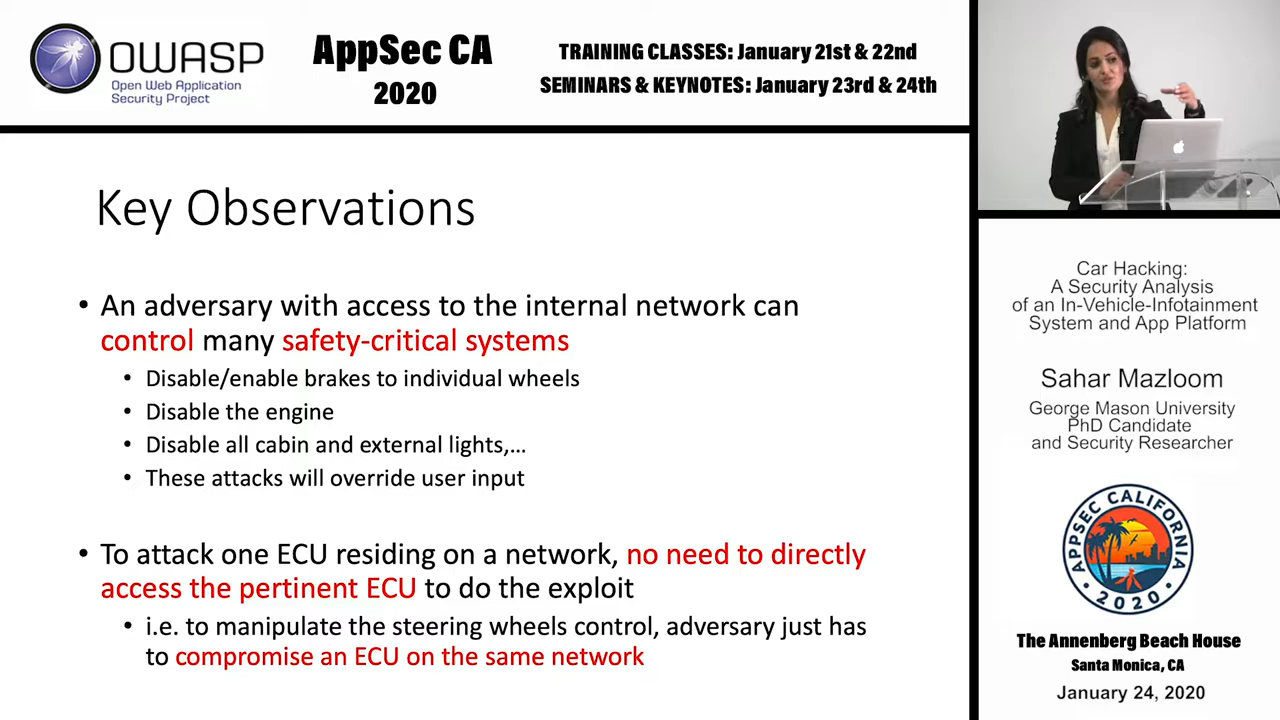 OWASP
Open Web Application
Security Project
AppSec CA
2020
TRAINING CLASSES: January 21st & 22nd
SEMINARS & KEYNOTES: January 23rd & 24th
Key Observations
• An adversary with access to the internal network can
control many safety-critical systems
• Disable/enable brakes to individual wheels
• Disable the engine
• Disable all cabin and external lights,...
• These attacks will override user input
• To attack one ECU residing on a network, no need to directly
access the pertinent ECU to do the exploit
• i.e. to manipulate the steering wheels control, adversary just has
to compromise an ECU on the same network
Car Hacking:
A Security Analysis
of an In-Vehicle-Infotainment
System and App Platform
Sahar Mazloom
George Mason University
PhD Candidate
and Security Researcher
APPSEC CALIFORNIA
2020
The Annenberg Beach House
Santa Monica, CA
January 24, 2020